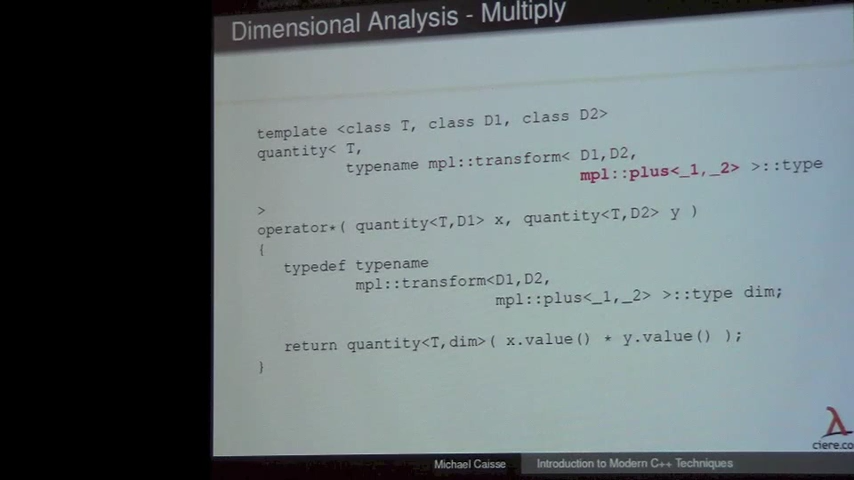 Dimensional Analysis - Multiply
template <class T, class D1, class D2>
quantity< T,
typename mpl::transform< D1,D2,
mpl::plus<_1,_2> >::type
>
operator*( quantity<T,D1> x, quantity<T,D2> y )
{
typedef typename
mpl::transform<D1,D2,
mpl::plus<_1,_2> >::type dim;
return quantity<T,dim>( x.value() * y.value() );
}
λ
ciere.co
Michael Caisse Introduction to Modern C++ Techniques